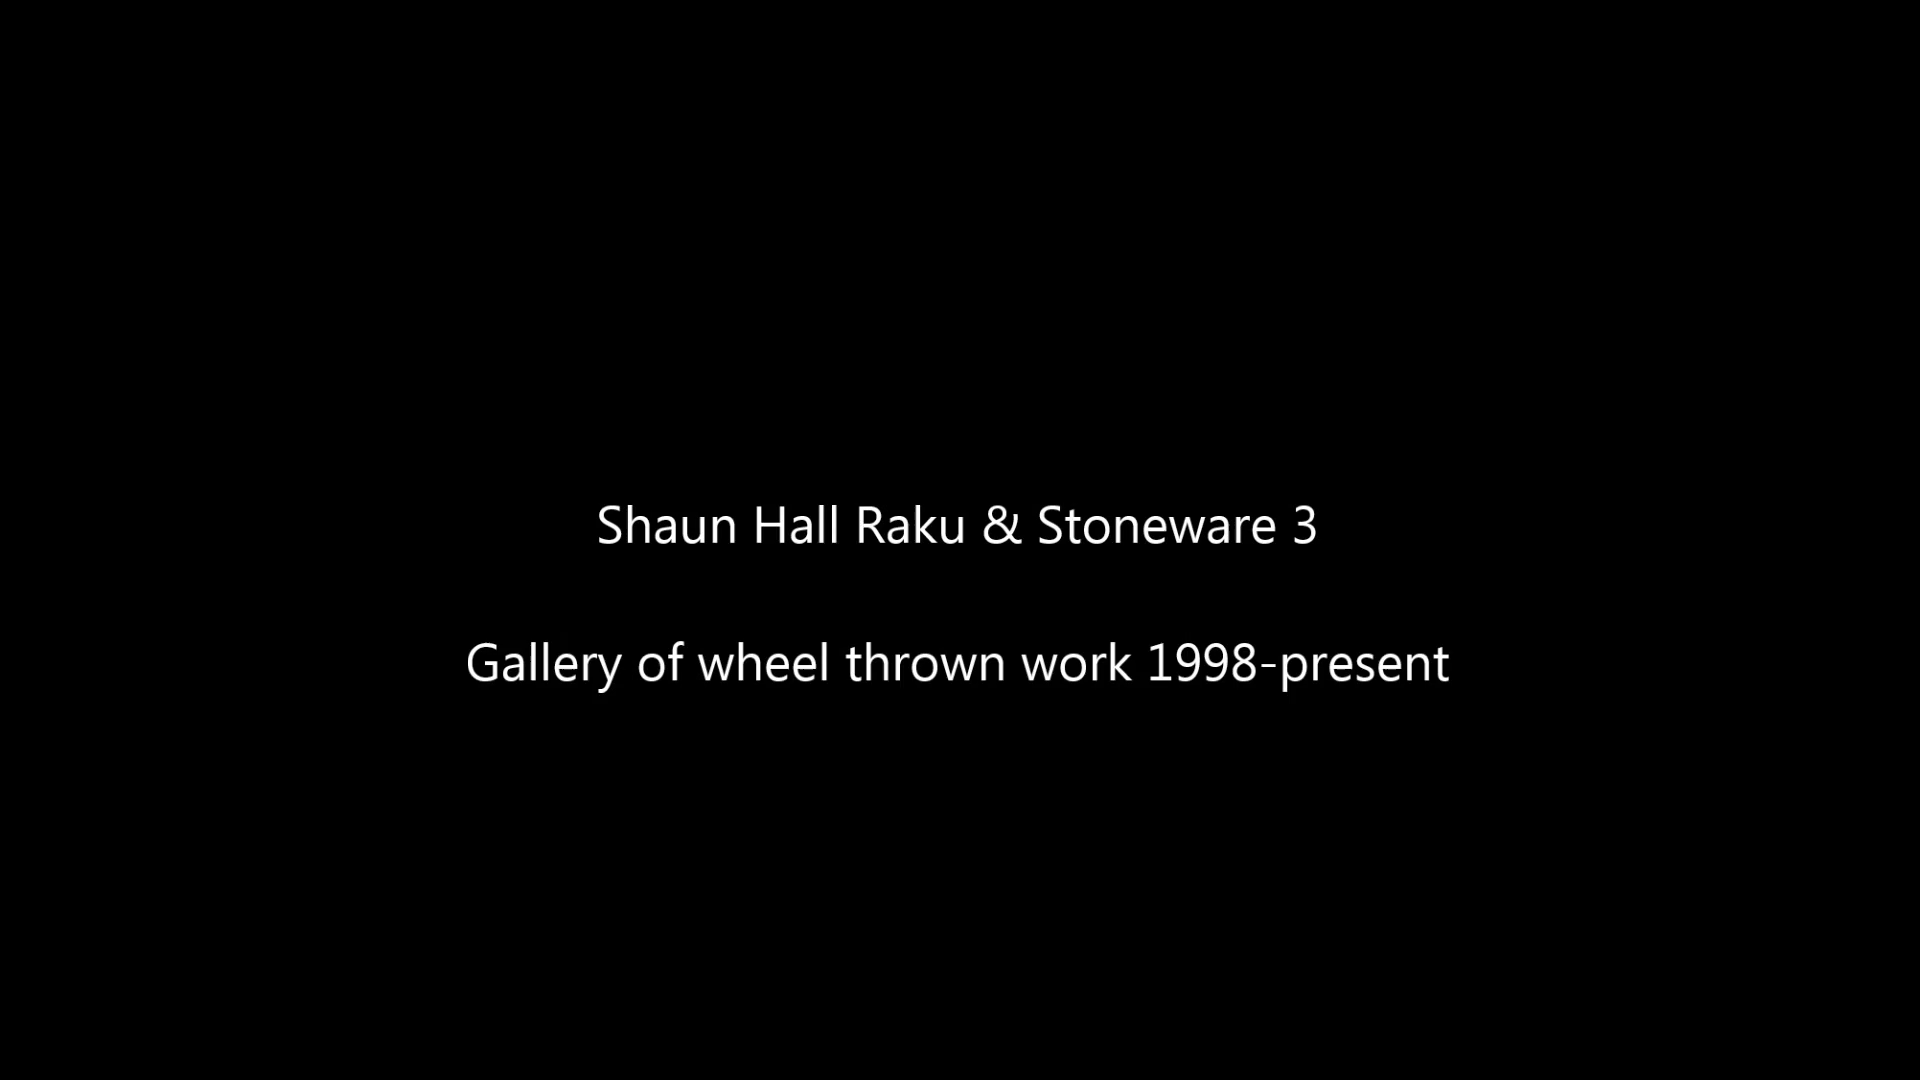 Shaun Hall Raku & Stoneware 3
Gallery of wheel thrown work 1998-present